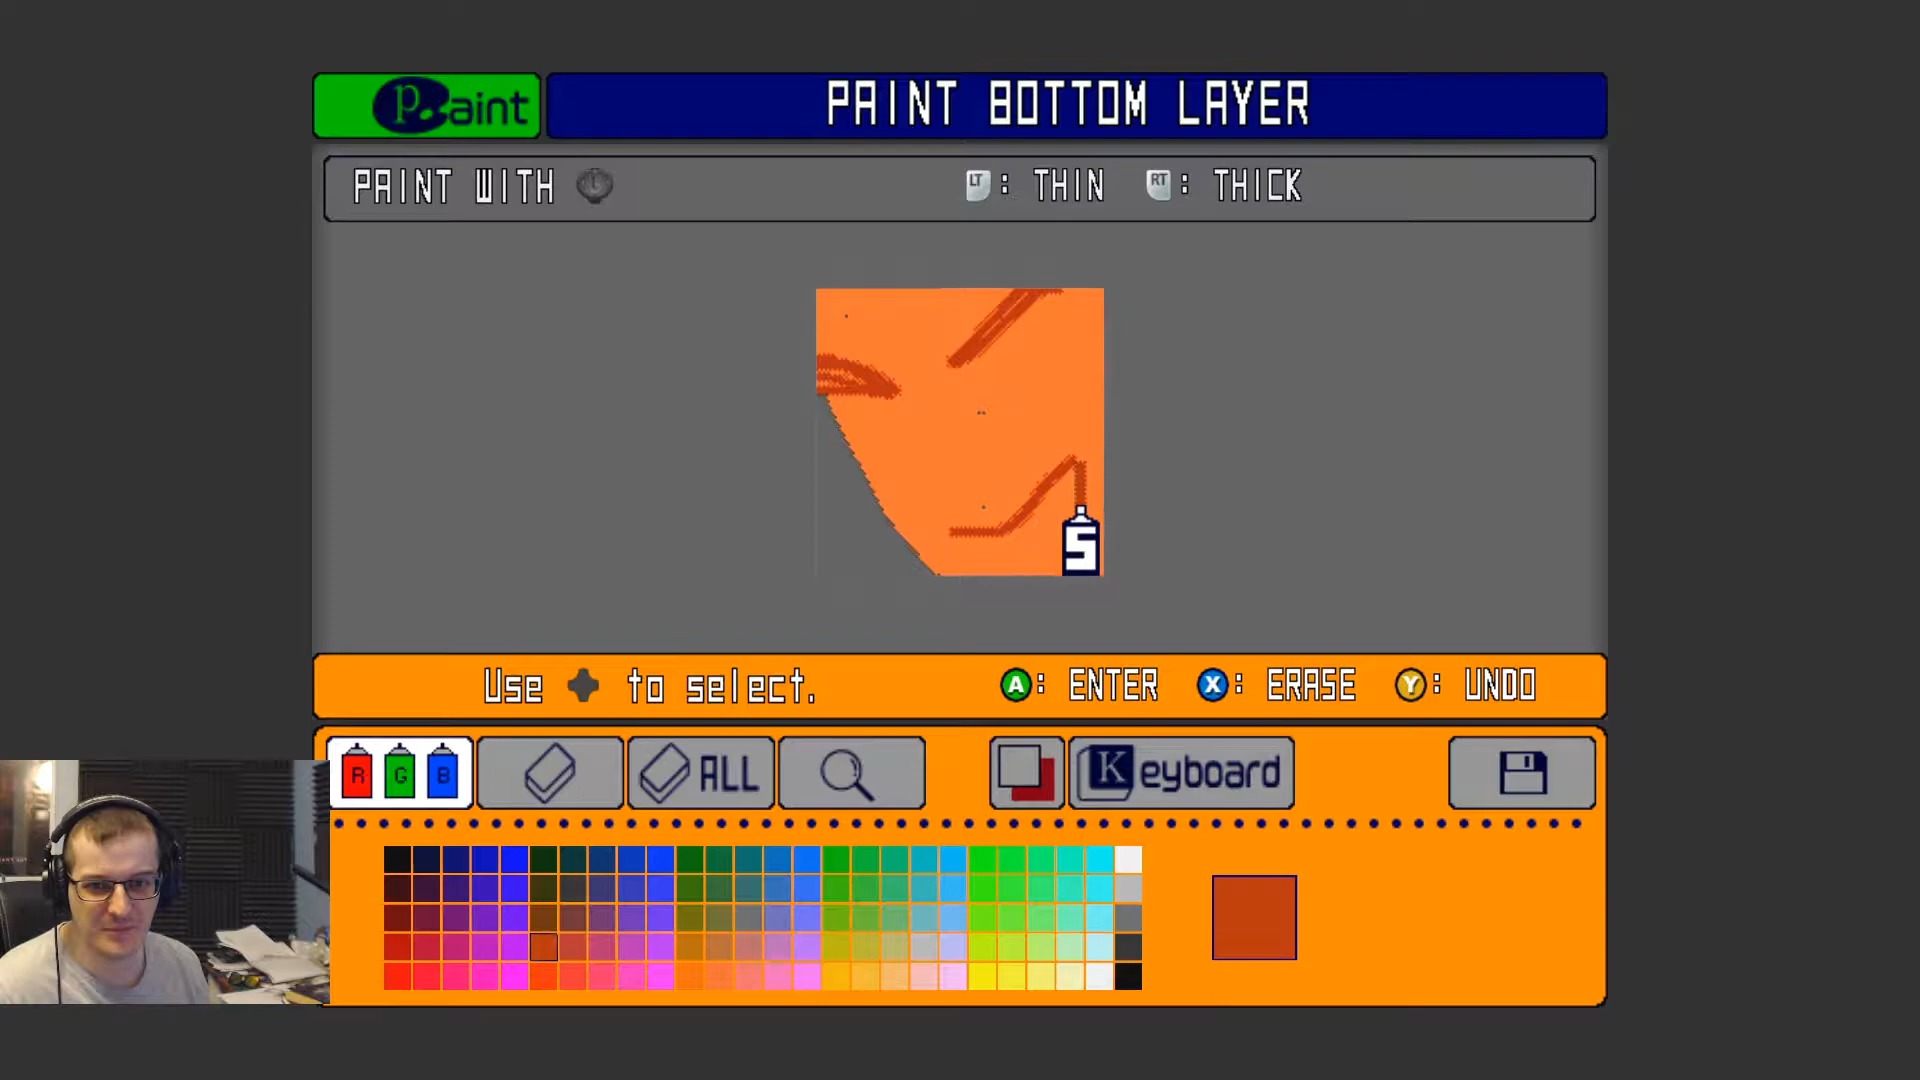 Paint
PAINT BOTTOM LAYER
PAINT WITH L
LT : THIN RT : THICK
S
Use to select.
A : ENTER X : ERASE Y : UNDO
R G B
ALL
Keyboard